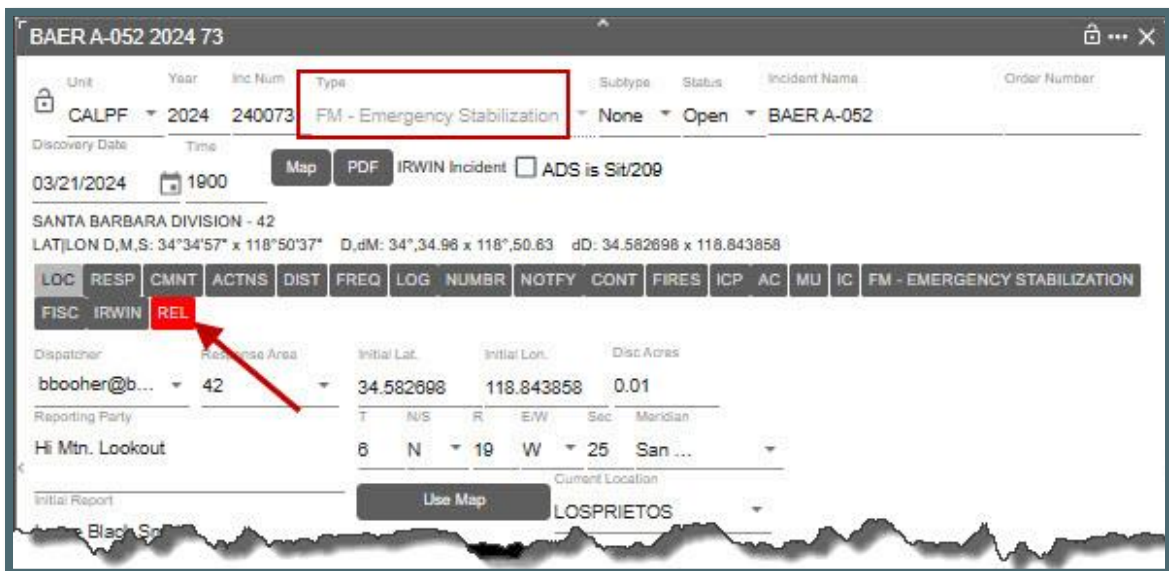 BAER A-052 2024 73
Unit Year Inc Num Type Subtype Status Incident Name Order Number
CALPF 2024 240073 FM - Emergency Stabilization None Open BAER A-052
Discovery Date Time
03/21/2024 1900 Map PDF IRWIN Incident ADS is Sit/209
SANTA BARBARA DIVISION - 42
LAT|LON D,M,S: 34°34'57" x 118°50'37" D,dM: 34°,34.96 x 118°,50.63 dD: 34.582698 x 118.843858
LOC RESP CMNT ACTNS DIST FREQ LOG NUMBR NOTFY CONT FIRES ICP AC MU IC FM - EMERGENCY STABILIZATION
FISC IRWIN REL
Dispatcher Response Area Initial Lat. Initial Lon. Disc Acres
bbooher@b... 42 34.582698 118.843858 0.01
Reporting Party T N/S R E/W Sec Meridian
Hi Mtn. Lookout 6 N 19 W 25 San ...
Current Location
Initial Report Use Map LOSPRIETOS